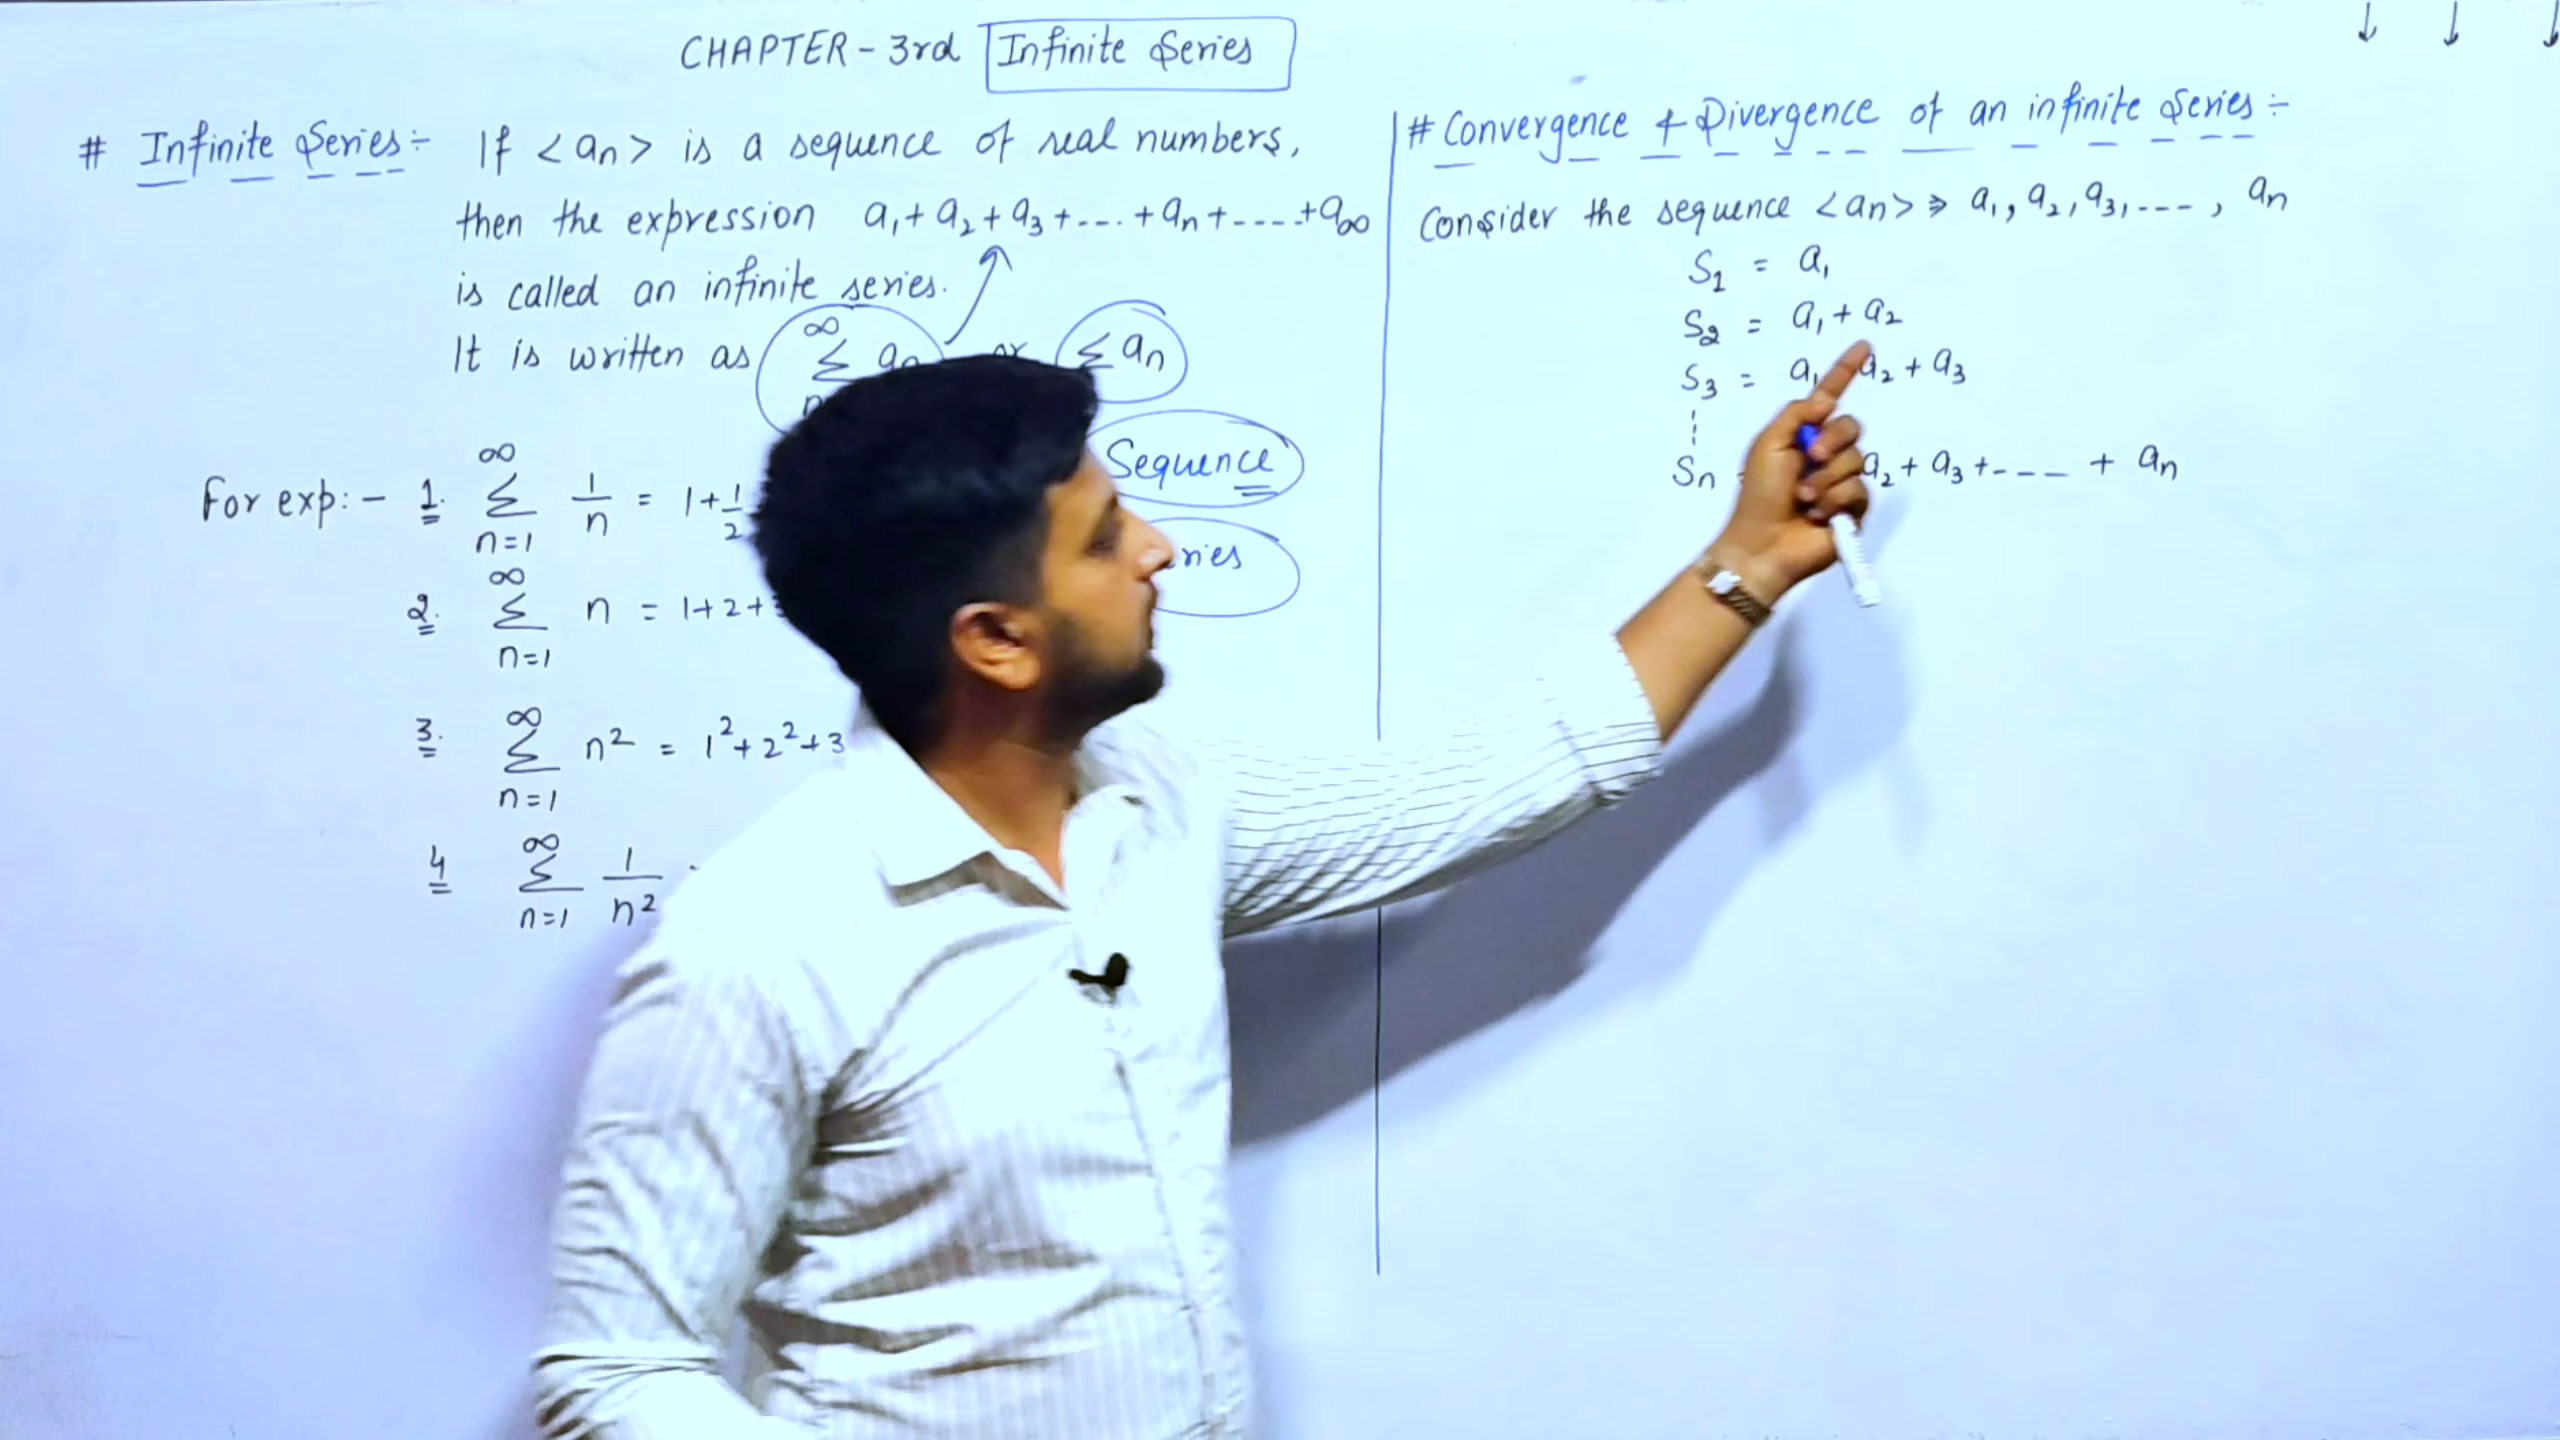 CHAPTER - 3rd Infinite Series
# Infinite Series :- If <an> is a sequence of real numbers,
then the expression a₁ + a₂ + a₃ + --- + an + ---- + a∞
is called an infinite series.
It is written as ∞ Σ an or Σ an
Sequence
For exp:- 1. ∞ Σ n=1 1/n = 1 + 1/2
2. ∞ Σ n=1 n = 1 + 2 +
3. ∞ Σ n=1 n² = 1² + 2² + 3
4 ∞ Σ n=1 1/n²
# Convergence & Divergence of an infinite Series :-
Consider the sequence <an> ⇒ a₁, a₂, a₃, ---, an
S₁ = a₁
S₂ = a₁ + a₂
S₃ = a₁ a₂ + a₃
Sn a₂ + a₃ + --- + an